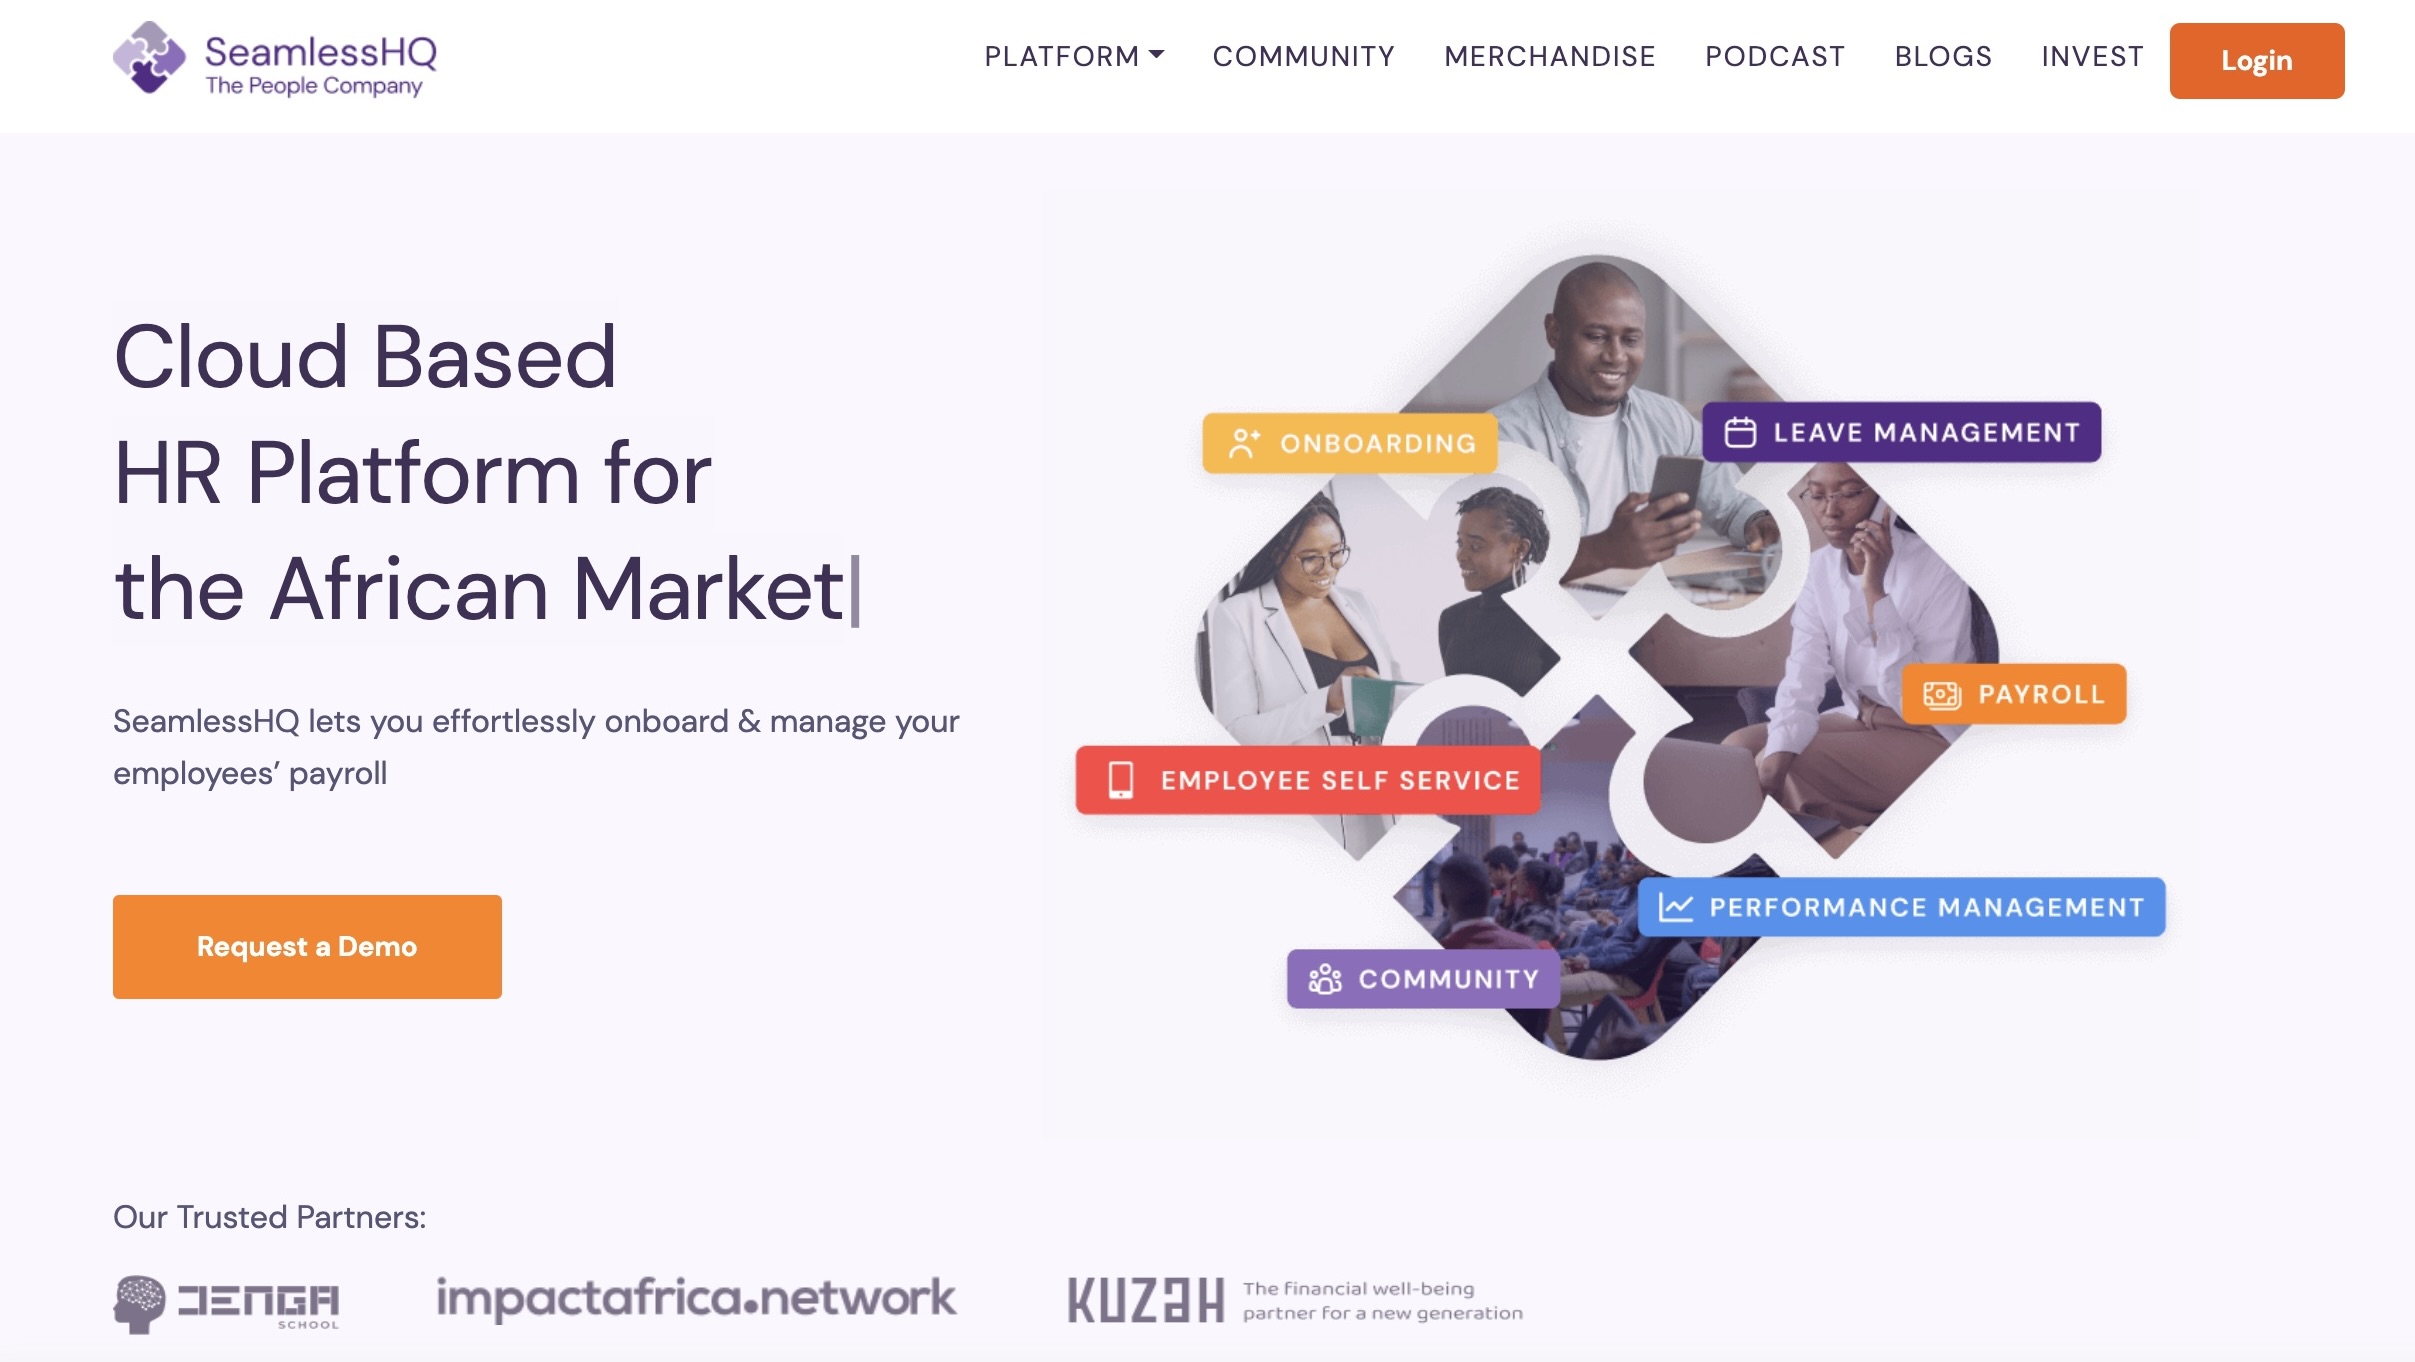 SeamlessHQ
The People Company
PLATFORM
COMMUNITY
MERCHANDISE
PODCAST
BLOGS
INVEST
Login
Cloud Based
HR Platform for
the African Market
SeamlessHQ lets you effortlessly onboard & manage your
employees’ payroll
Request a Demo
ONBOARDING
LEAVE MANAGEMENT
PAYROLL
EMPLOYEE SELF SERVICE
PERFORMANCE MANAGEMENT
COMMUNITY
Our Trusted Partners:
JENGA
SCHOOL
impactafrica.network
KUZAH
The financial well-being
partner for a new generation